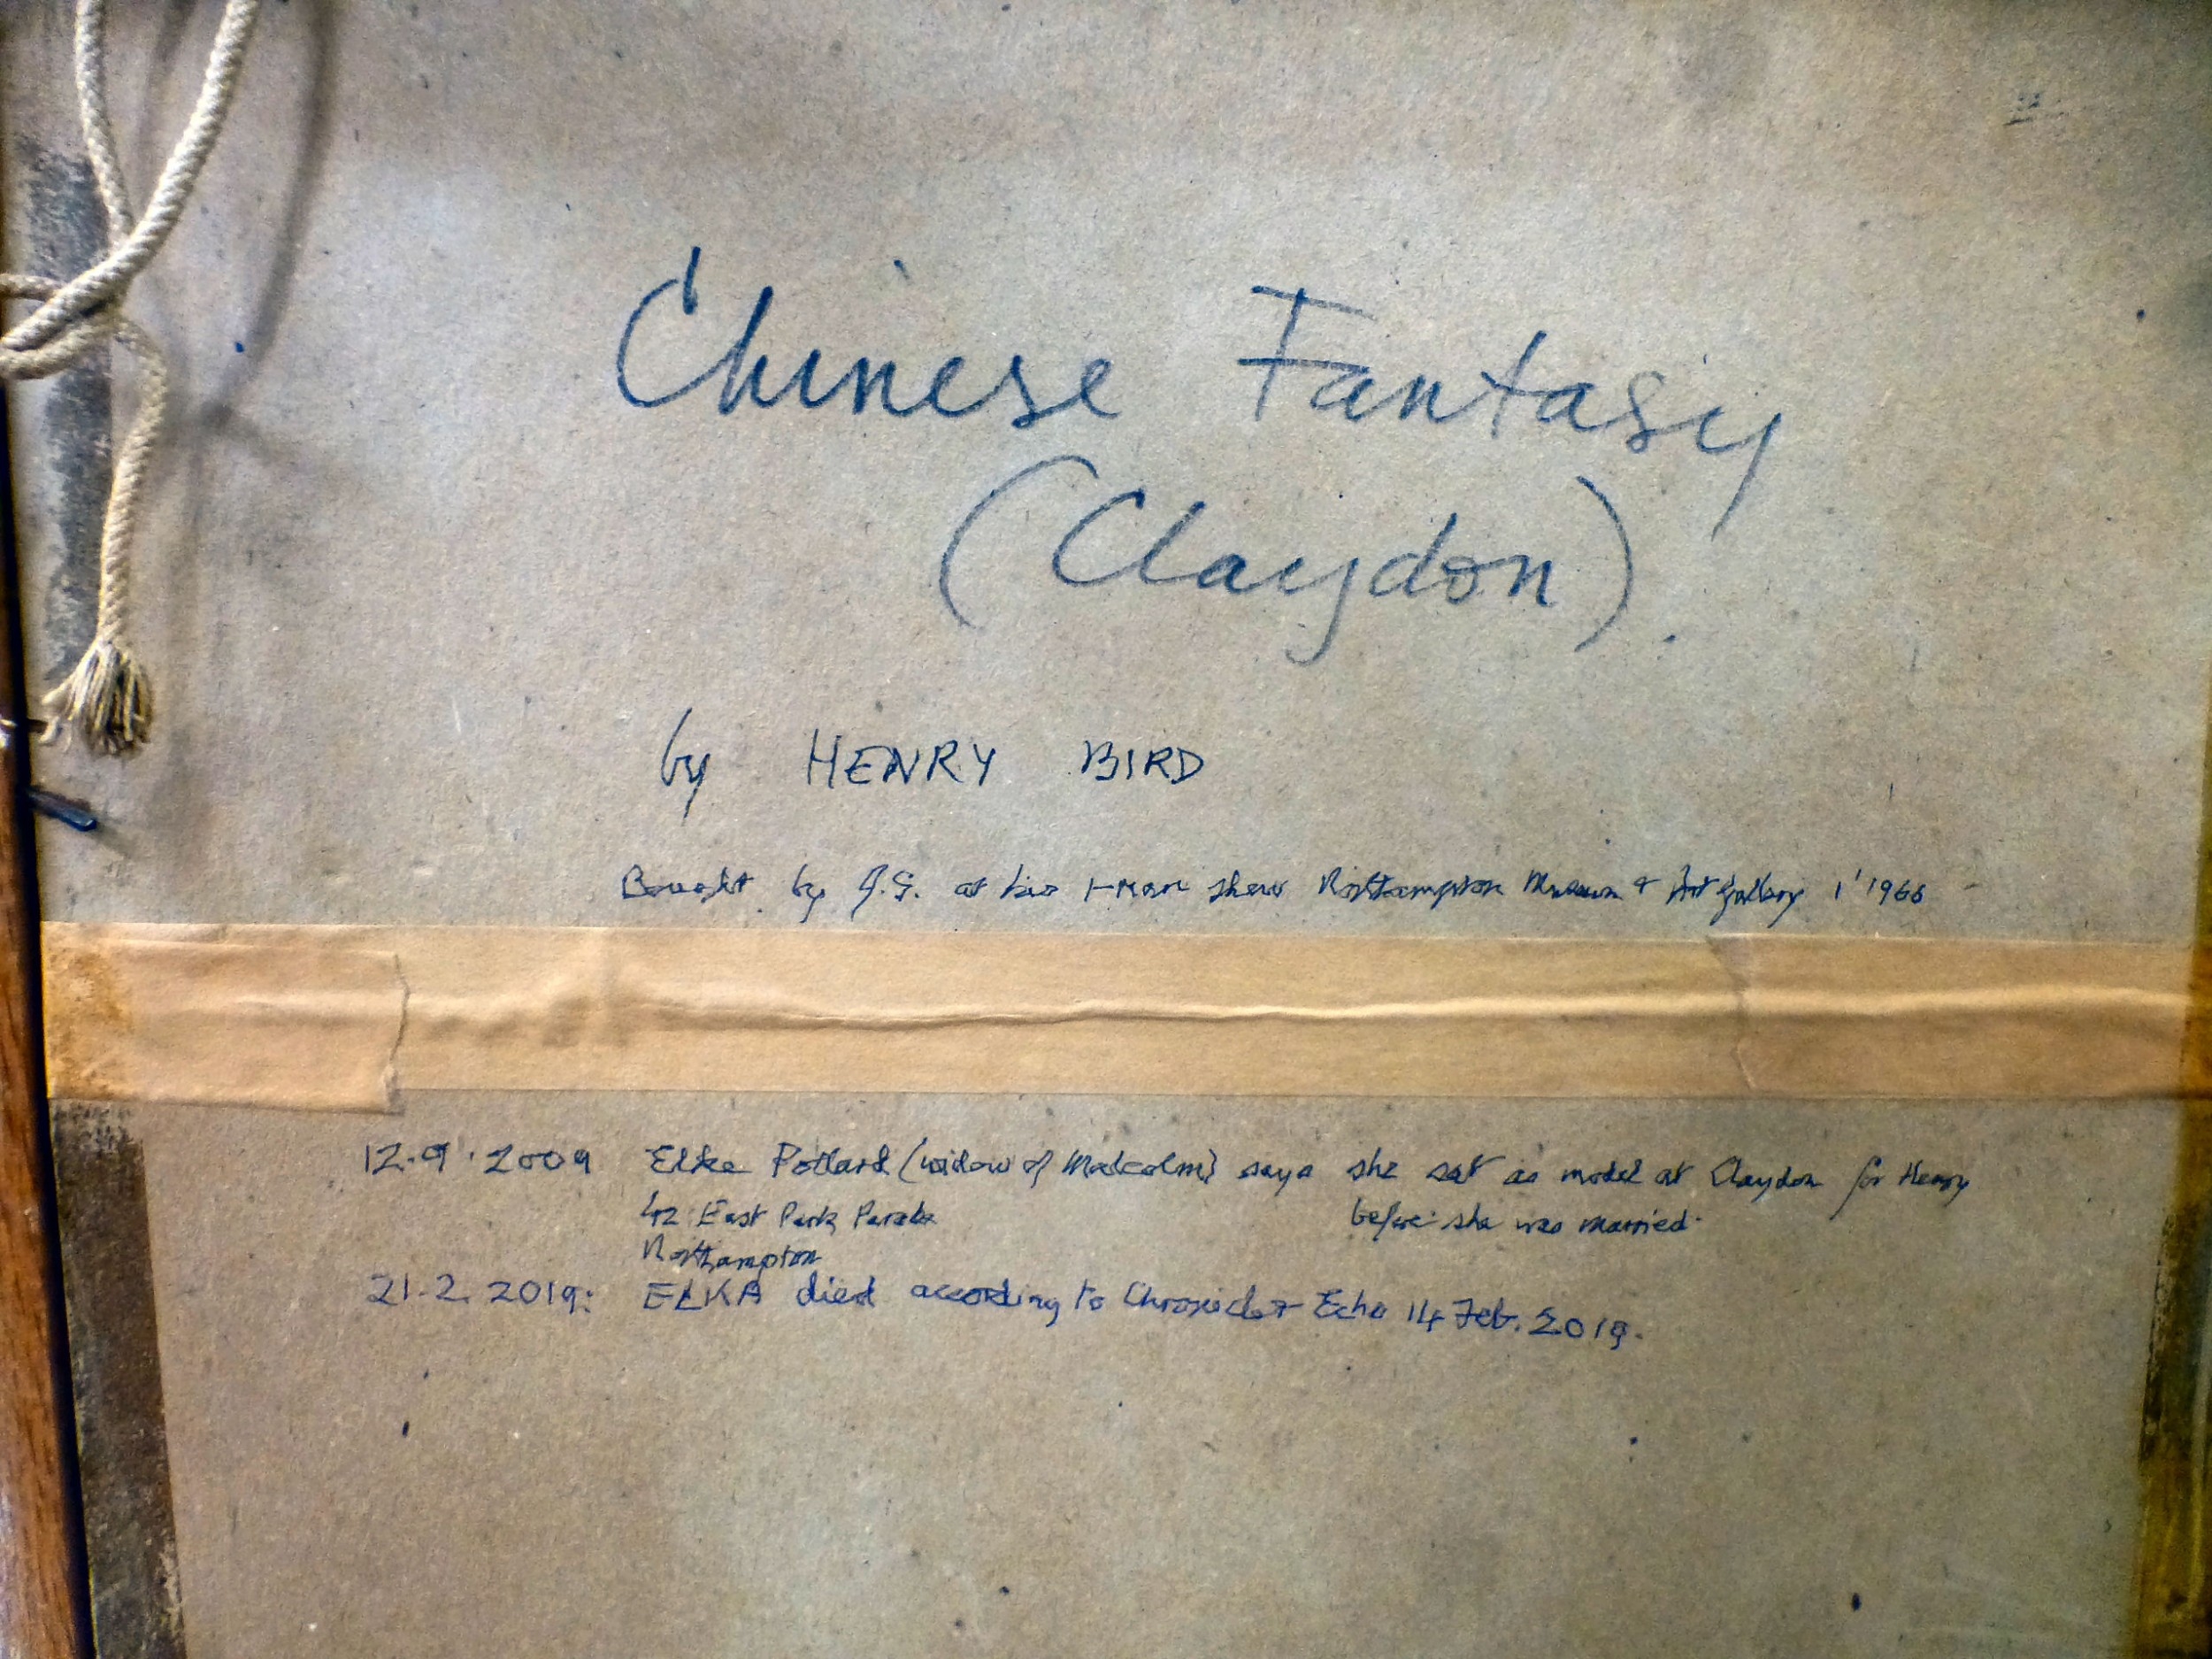 Chinese Fantasy
(Claydon).
by HENRY BIRD
Bought by J.S. at his 1-man show Northampton Museum & Art Gallery 1' 1966
12.9.2009 Elke Pollard (widow of Malcolm) says she sat as model at Claydon for Henry
42 East Park Parade before she was married.
Northampton
21.2.2019: ELKA died according to Chronicle & Echo 14 Feb. 2019.